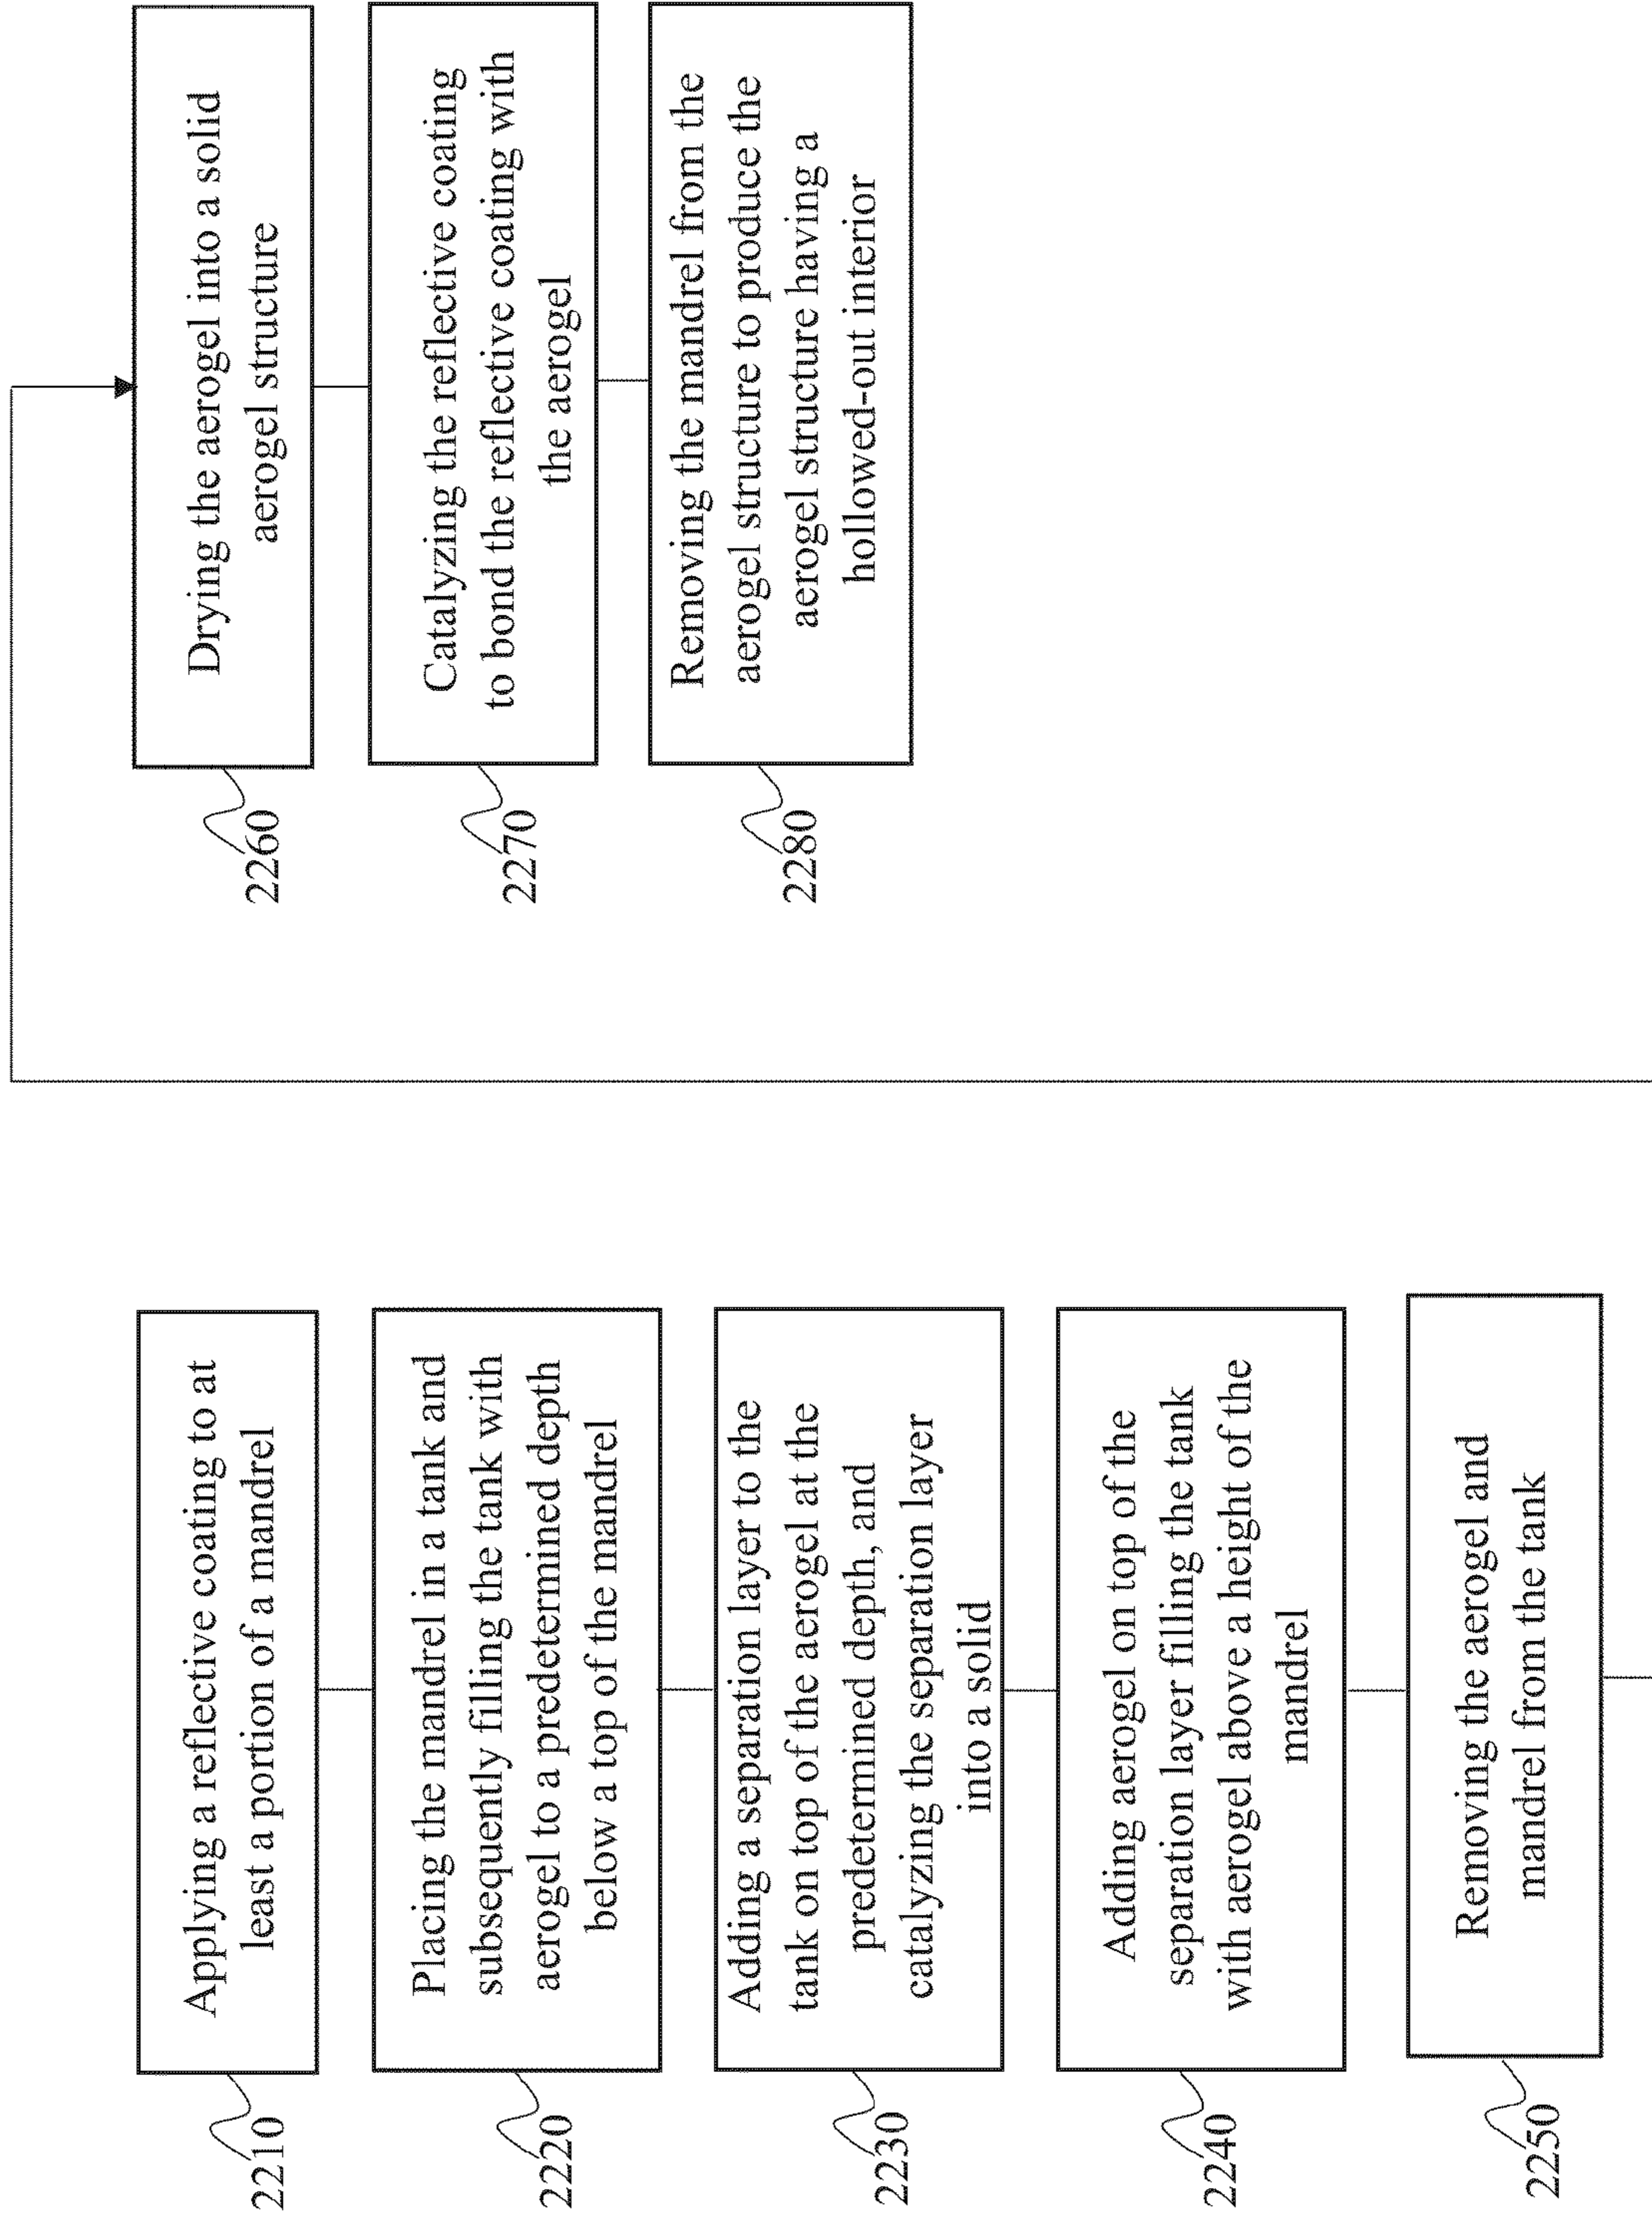 2210
Applying a reflective coating to at
least a portion of a mandrel
2220
Placing the mandrel in a tank and
subsequently filling the tank with
aerogel to a predetermined depth
below a top of the mandrel
2230
Adding a separation layer to the
tank on top of the aerogel at the
predetermined depth, and
catalyzing the separation layer
into a solid
2240
Adding aerogel on top of the
separation layer filling the tank
with aerogel above a height of the
mandrel
2250
Removing the aerogel and
mandrel from the tank
2260
Drying the aerogel into a solid
aerogel structure
2270
Catalyzing the reflective coating
to bond the reflective coating with
the aerogel
2280
Removing the mandrel from the
aerogel structure to produce the
aerogel structure having a
hollowed-out interior